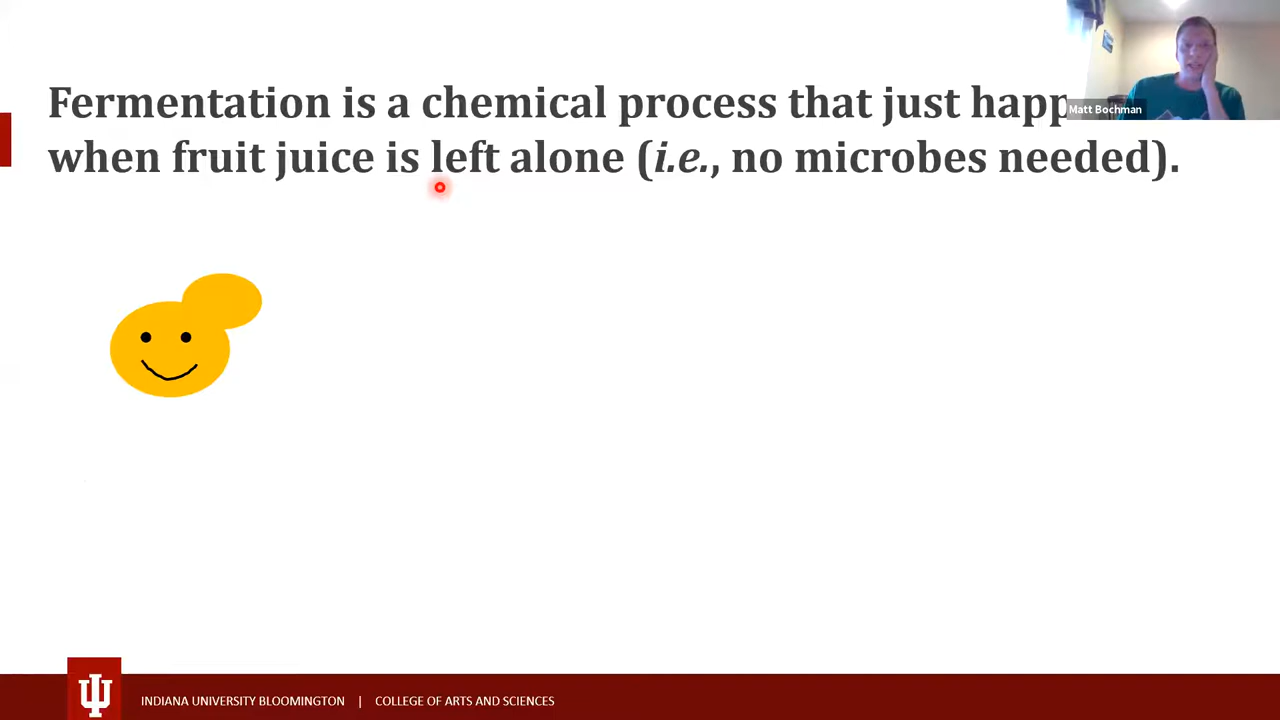 Fermentation is a chemical process that just happ
when fruit juice is left alone (i.e., no microbes needed).
Matt Bochman
INDIANA UNIVERSITY BLOOMINGTON | COLLEGE OF ARTS AND SCIENCES